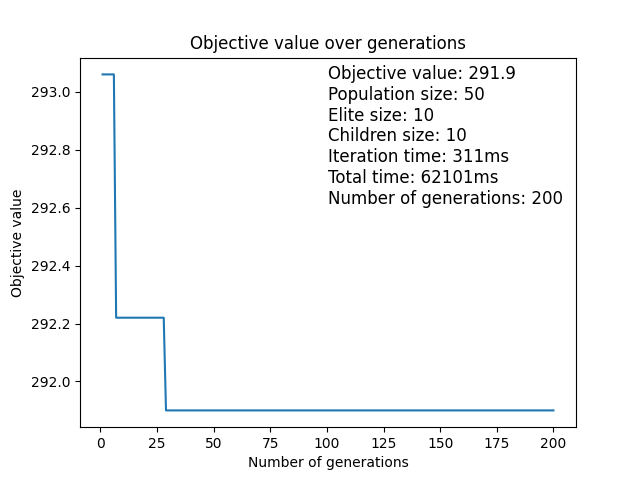 Objective value over generations
Objective value: 291.9
Population size: 50
Elite size: 10
Children size: 10
Iteration time: 311ms
Total time: 62101ms
Number of generations: 200
293.0
292.8
292.6
292.4
292.2
292.0
Objective value
0 25 50 75 100 125 150 175 200
Number of generations